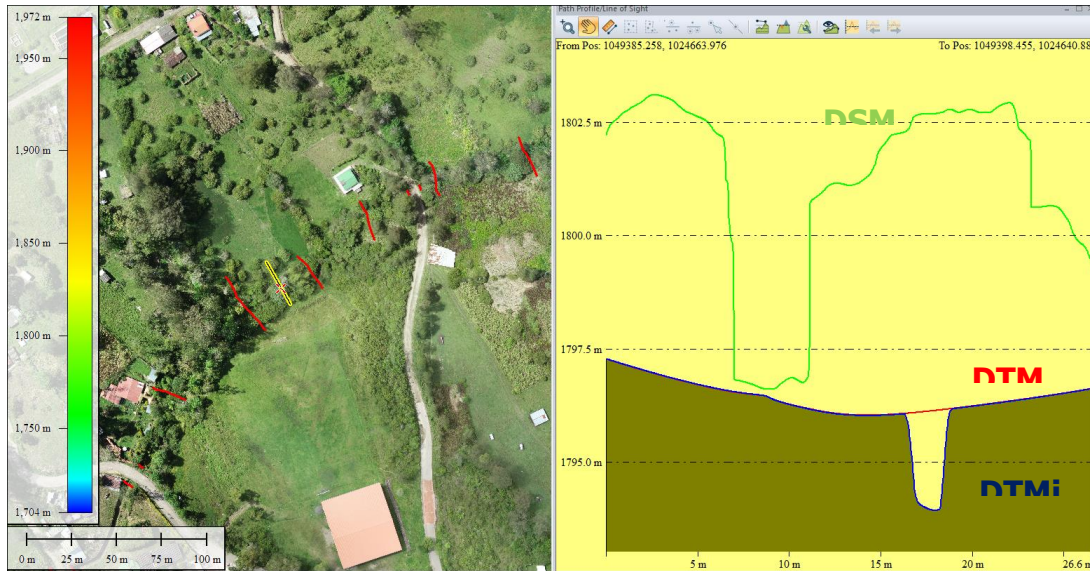 1,972 m
1,950 m
1,900 m
1,850 m
1,800 m
1,750 m
1,704 m
0 m 25 m 50 m 75 m 100 m
Path Profile/Line of Sight
From Pos: 1049385.258, 1024663.976
To Pos: 1049398.455, 1024640.88
DSM
1802.5 m
1800.0 m
1797.5 m
DTM
1795.0 m
DTMi
5 m 10 m 15 m 20 m 26.6 m